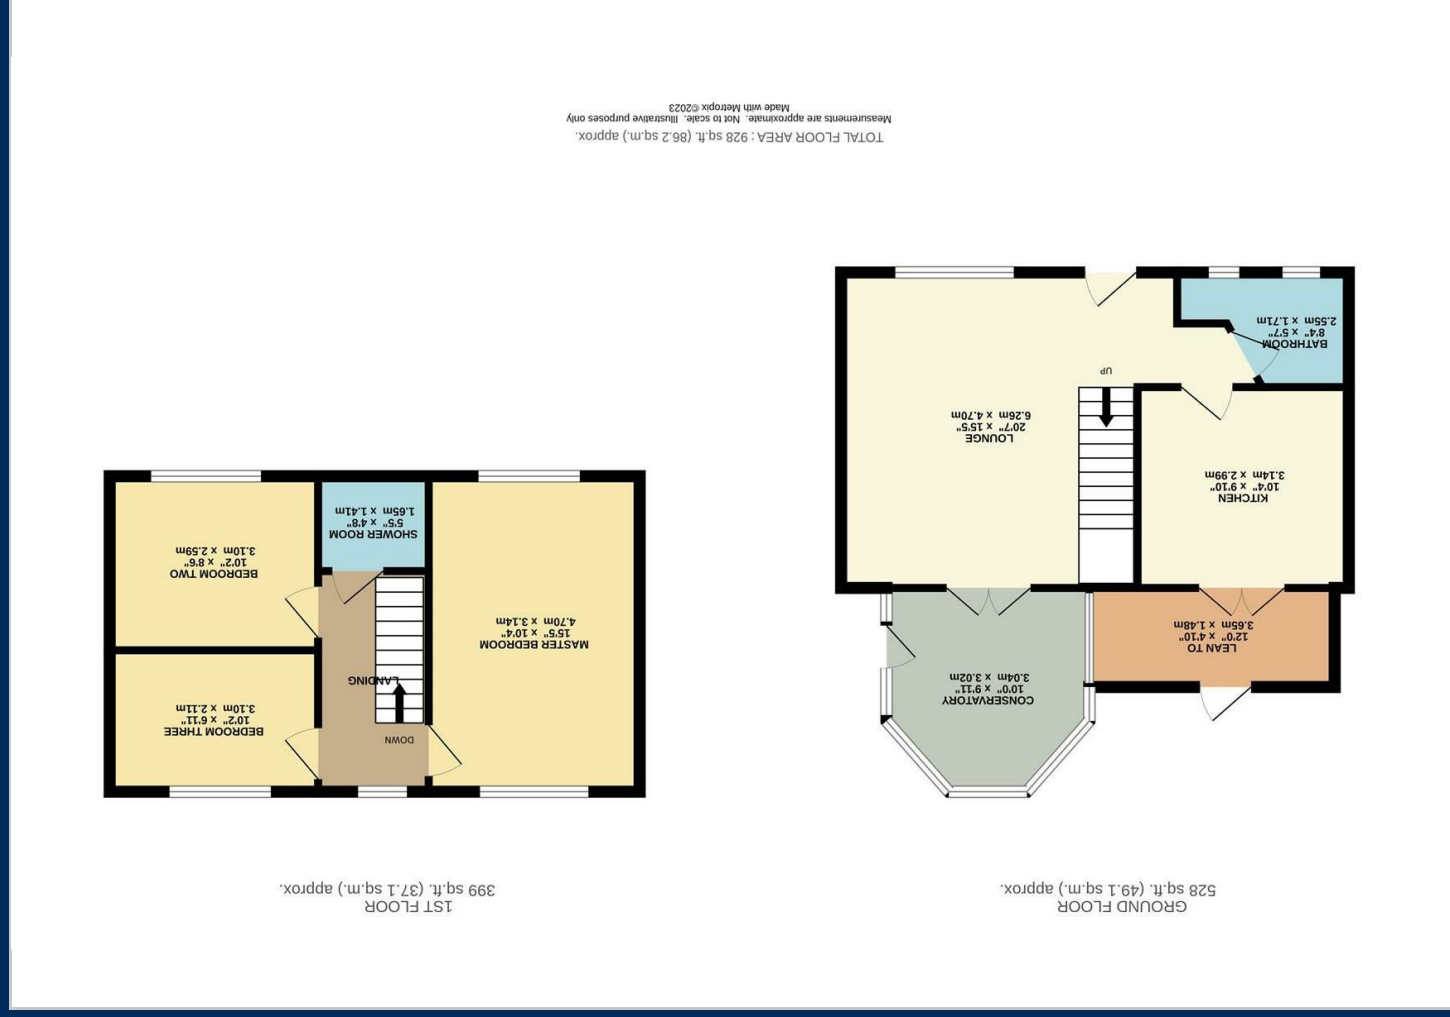 GROUND FLOOR
528 sq.ft. (49.1 sq.m.) approx.
1ST FLOOR
399 sq.ft. (37.1 sq.m.) approx.
LEAN TO
12'0" x 4'10"
3.65m x 1.48m
CONSERVATORY
10'0" x 9'11"
3.04m x 3.02m
KITCHEN
10'4" x 9'10"
3.14m x 2.99m
LOUNGE
20'7" x 15'5"
6.26m x 4.70m
UP
BATHROOM
8'4" x 5'7"
2.55m x 1.71m
DOWN
LANDING
MASTER BEDROOM
15'5" x 10'4"
4.70m x 3.14m
BEDROOM THREE
10'2" x 6'11"
3.10m x 2.11m
BEDROOM TWO
10'2" x 8'6"
3.10m x 2.59m
SHOWER ROOM
5'5" x 4'8"
1.65m x 1.41m
TOTAL FLOOR AREA : 928 sq.ft. (86.2 sq.m.) approx.
Measurements are approximate. Not to scale. Illustrative purposes only
Made with Metropix ©2023